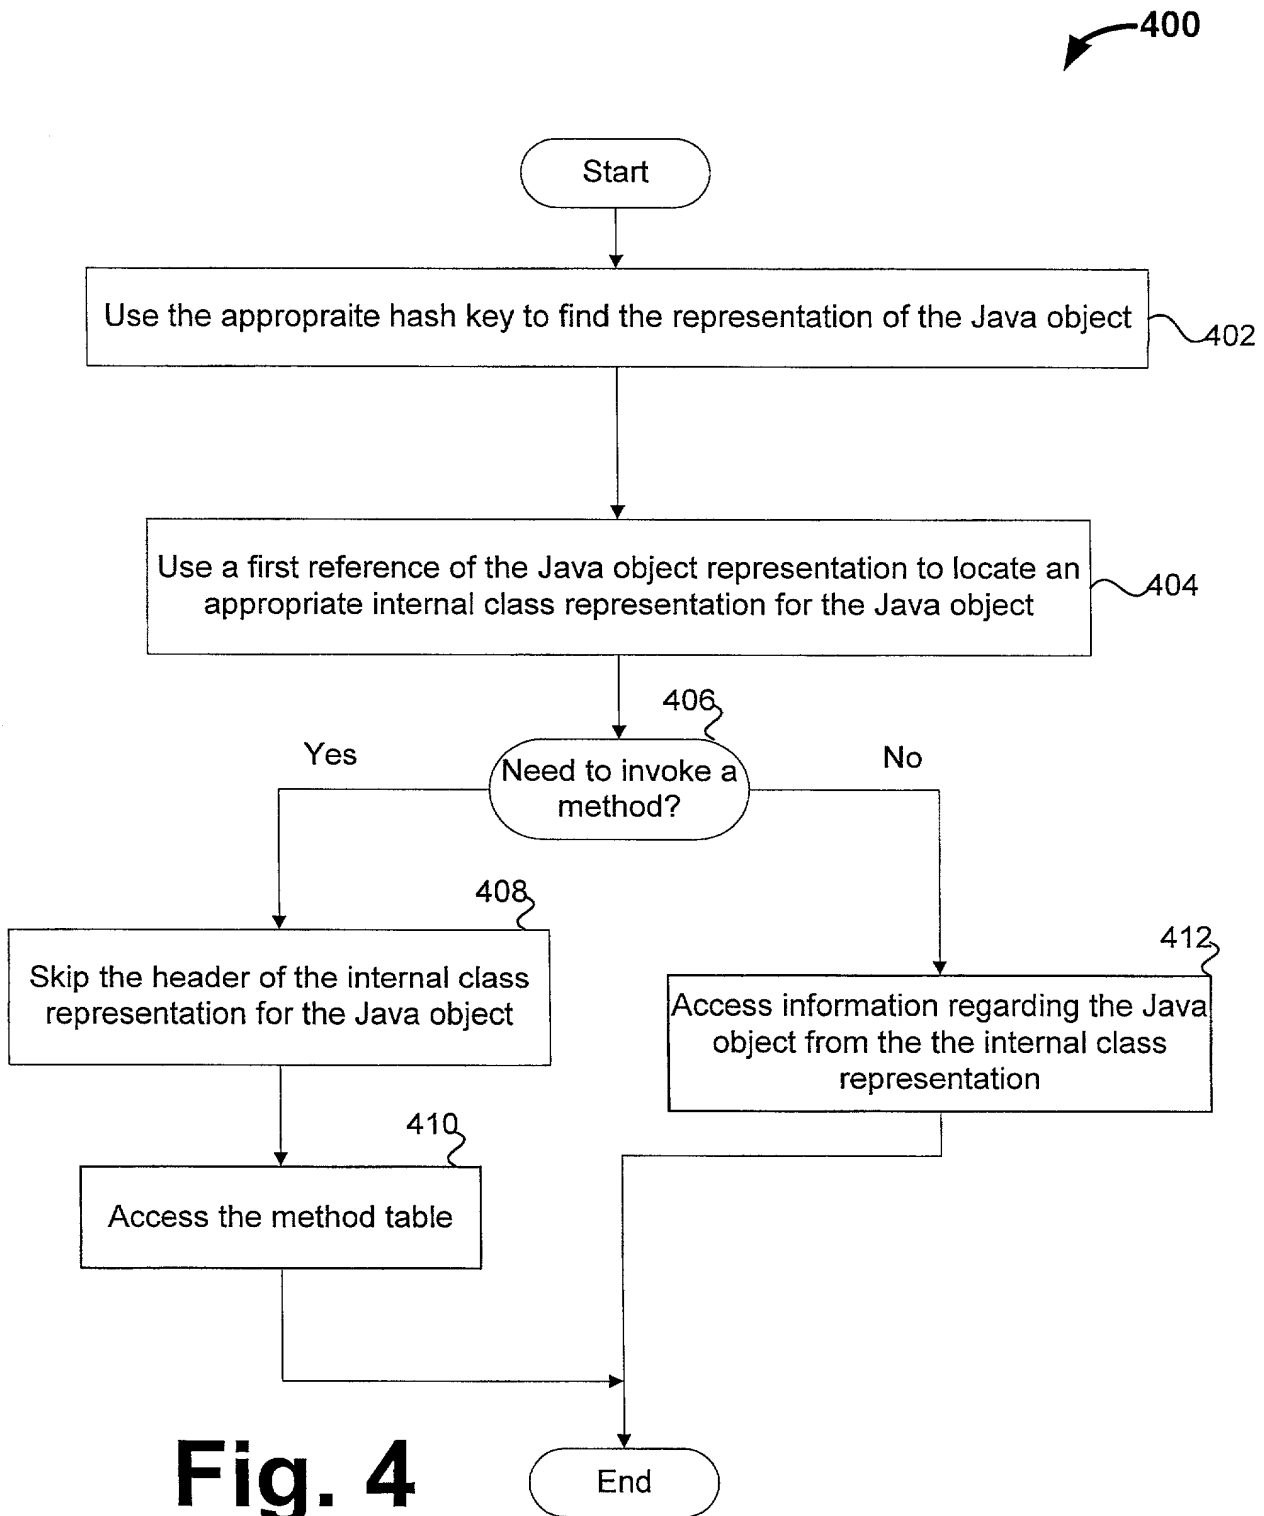 400
Start
Use the appropraite hash key to find the representation of the Java object
402
Use a first reference of the Java object representation to locate an
appropriate internal class representation for the Java object
404
406
Yes
Need to invoke a
method?
No
408
Skip the header of the internal class
representation for the Java object
412
Access information regarding the Java
object from the the internal class
representation
410
Access the method table
End
Fig. 4